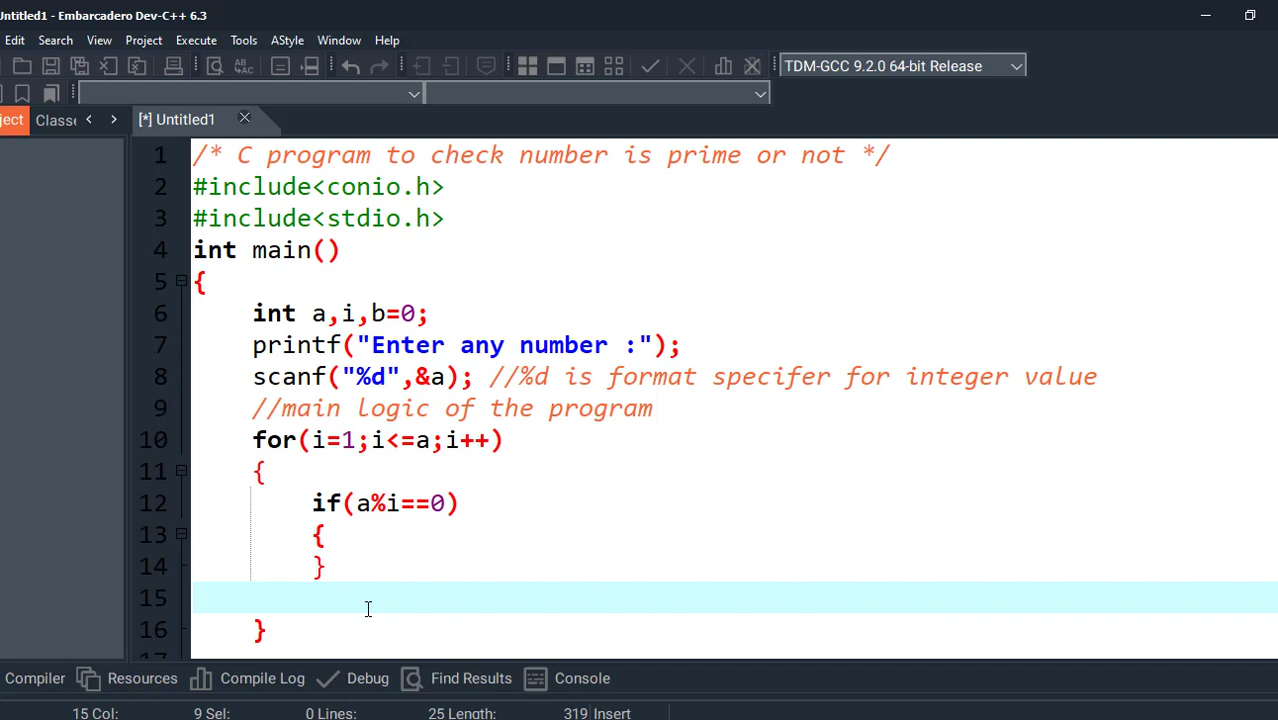 Untitled1 - Embarcadero Dev-C++ 6.3
Edit Search View Project Execute Tools AStyle Window Help
TDM-GCC 9.2.0 64-bit Release
ject Classe [*] Untitled1
1 /* C program to check number is prime or not */
2 #include<conio.h>
3 #include<stdio.h>
4 int main()
5 {
6 int a,i,b=0;
7 printf("Enter any number :");
8 scanf("%d",&a); //%d is format specifer for integer value
9 //main logic of the program
10 for(i=1;i<=a;i++)
11 {
12 if(a%i==0)
13 {
14 }
15
16 }
Compiler Resources Compile Log Debug Find Results Console
15 Col: 9 Sel: 0 Lines: 25 Length: 319 Insert